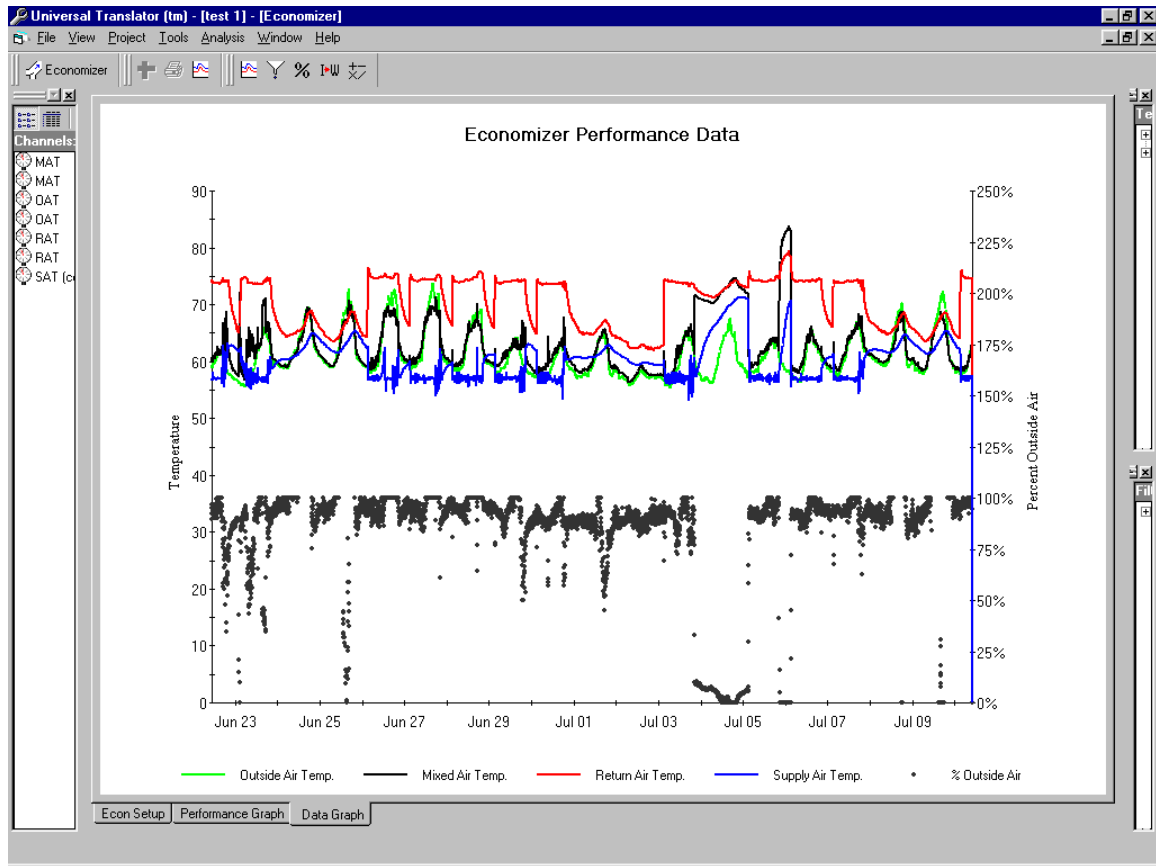 Universal Translator (tm) - [test 1] - [Economizer]
File View Project Tools Analysis Window Help
Economizer % I→W
Channels:
MAT
MAT
OAT
OAT
RAT
RAT
SAT (c
Te
Fil
Economizer Performance Data
90
80
70
60
50
40
30
20
10
0
Temperature
250%
225%
200%
175%
150%
125%
100%
75%
50%
25%
0%
Percent Outside Air
Jun 23 Jun 25 Jun 27 Jun 29 Jul 01 Jul 03 Jul 05 Jul 07 Jul 09
Outside Air Temp. Mixed Air Temp. Return Air Temp. Supply Air Temp. % Outside Air
Econ Setup Performance Graph Data Graph